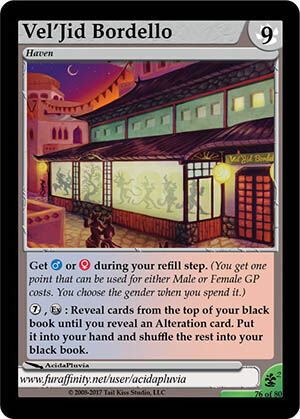 Vel'Jid Bordello
9
Haven
Vel'Jid Bordello
Get ♂ or ♀ during your refill step. (You get one
point that can be used for either Male or Female GP
costs. You choose the gender when you spend it.)
7, : Reveal cards from the top of your black
book until you reveal an Alteration card. Put
it into your hand and shuffle the rest into your
black book.
AcidaPluvia
www.furaffinity.net/user/acidapluvia
76 of 80
© 2008-2017 Tail Kiss Studio, LLC